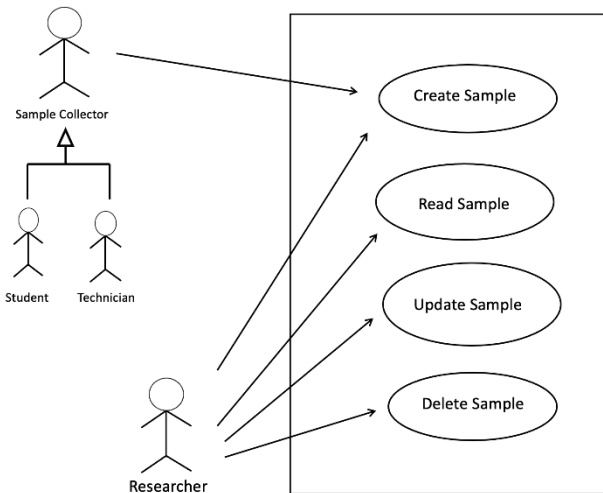 Sample Collector
Student
Technician
Researcher
Create Sample
Read Sample
Update Sample
Delete Sample